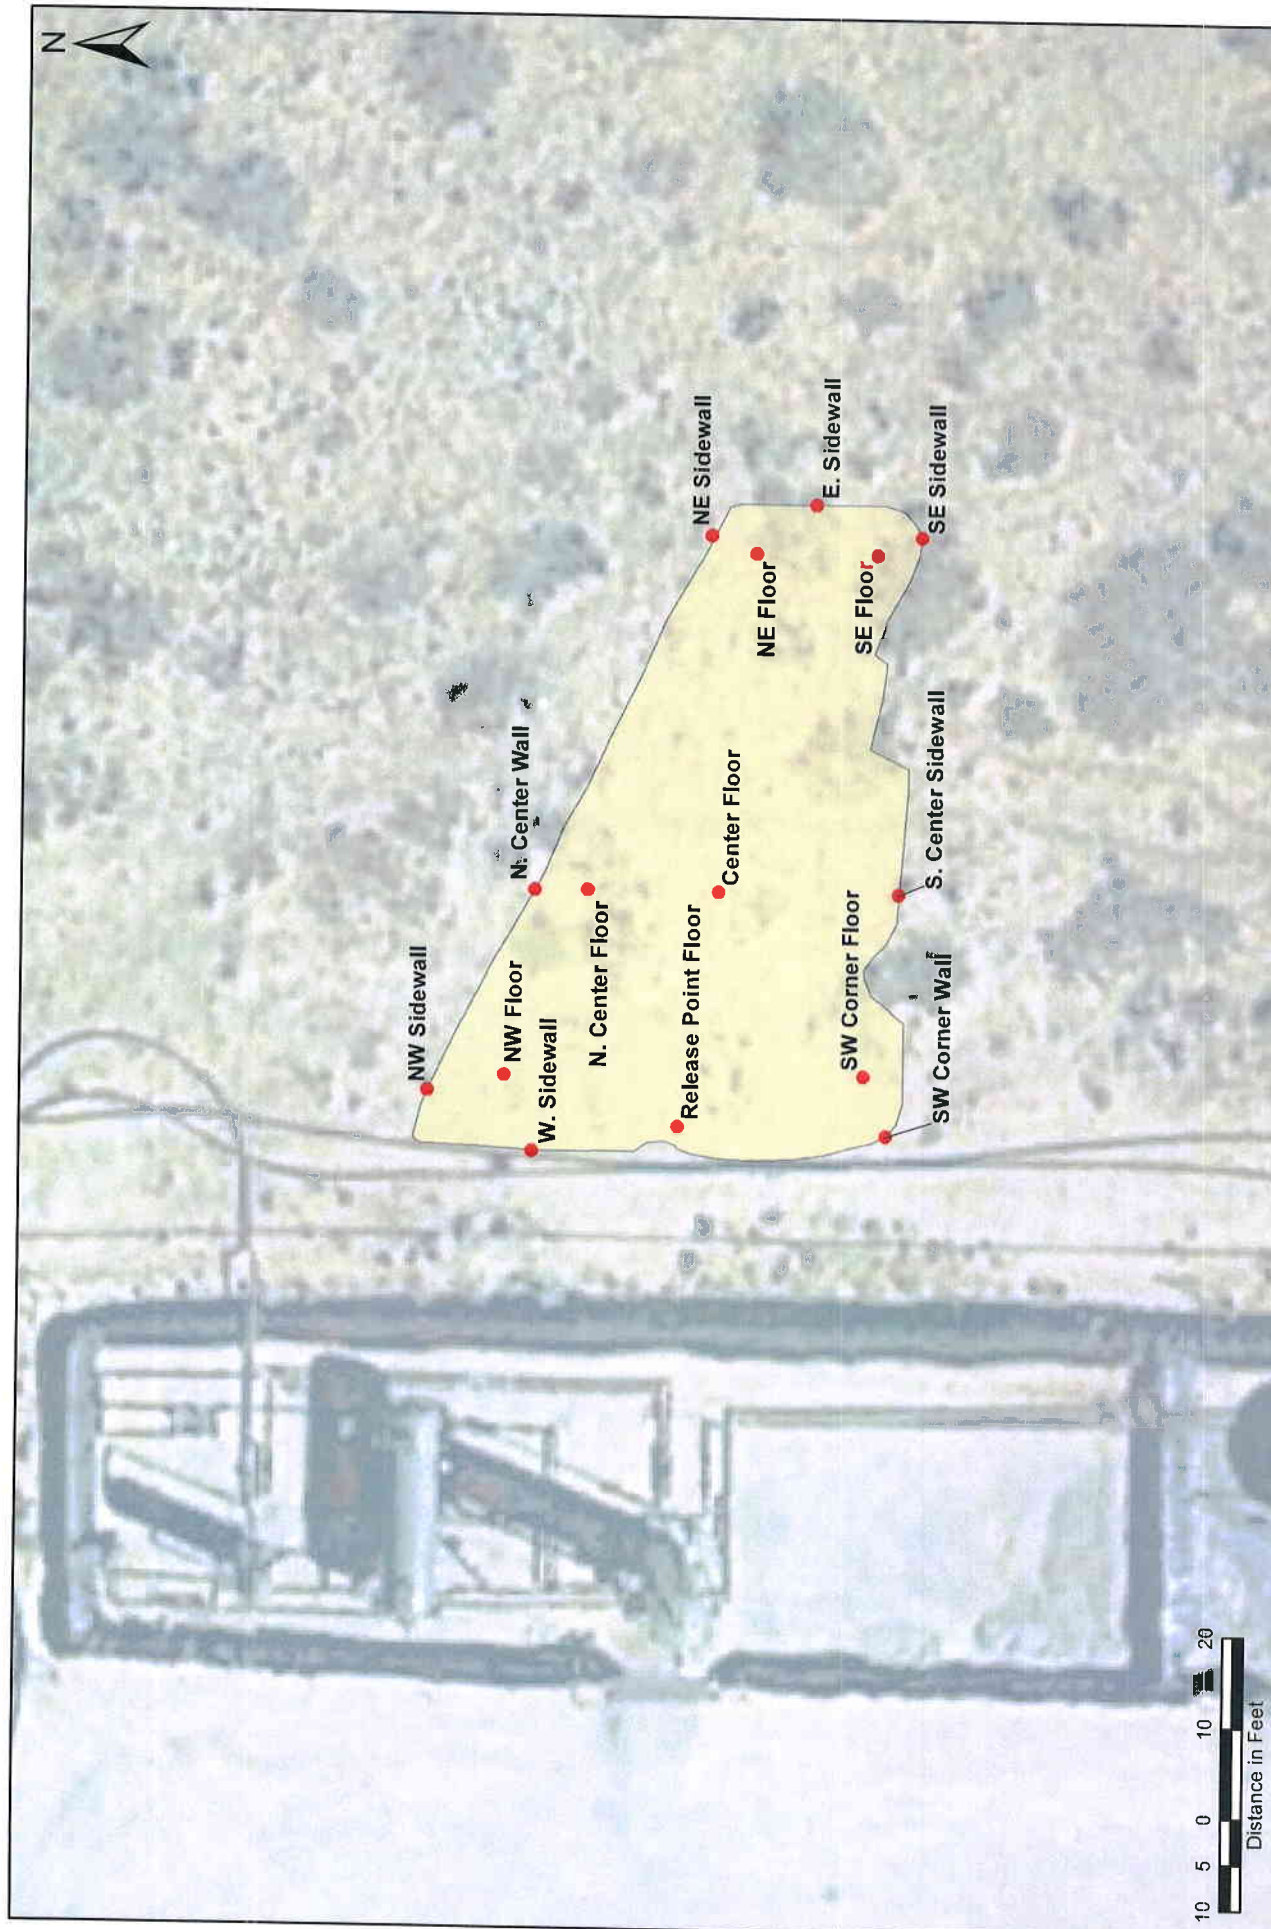 N
NW Sidewall
N. Center Wall
NE Sidewall
NW Floor
W. Sidewall
N. Center Floor
NE Floor
E. Sidewall
Release Point Floor
Center Floor
SE Floor
SE Sidewall
SW Corner Floor
SW Corner Wall
S. Center Sidewall
10 5 0 10 20
Distance in Feet